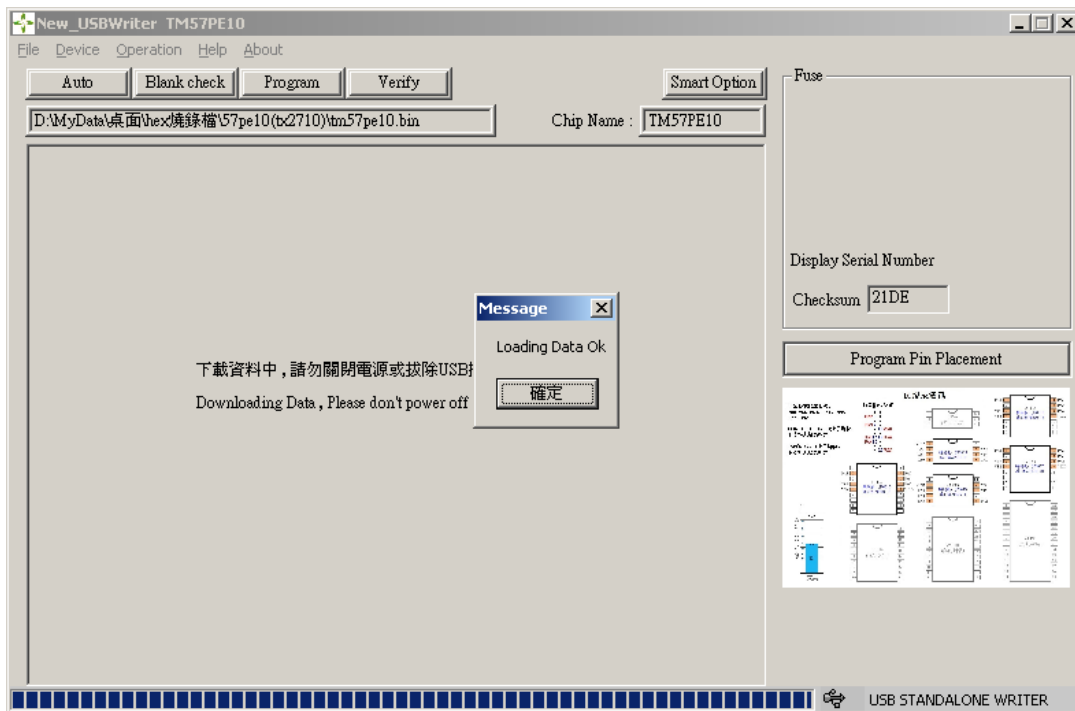 New_USBWriter TM57PE10
File Device Operation Help About
Auto Blank check Program Verify Smart Option
Fuse
D:\MyData\桌面\hex燒錄檔\57pe10(tx2710)\tm57pe10.bin
Chip Name : TM57PE10
Display Serial Number
Checksum 21DE
Message
Loading Data Ok
確定
下載資料中 , 請勿關閉電源或拔除USB
Downloading Data , Please don't power off
Program Pin Placement
USB STANDALONE WRITER